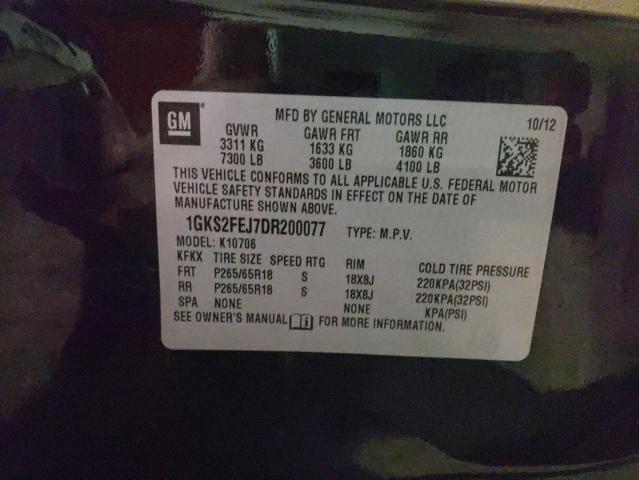 GM
MFD BY GENERAL MOTORS LLC 10/12
GVWR GAWR FRT GAWR RR
3311 KG 1633 KG 1860 KG
7300 LB 3600 LB 4100 LB
THIS VEHICLE CONFORMS TO ALL APPLICABLE U.S. FEDERAL MOTOR
VEHICLE SAFETY STANDARDS IN EFFECT ON THE DATE OF
MANUFACTURE SHOWN ABOVE.
1GKS2FEJ7DR200077 TYPE: M.P.V.
MODEL: K10706
KFKX TIRE SIZE SPEED RTG RIM COLD TIRE PRESSURE
FRT P265/65R18 S 18X8J 220KPA(32PSI)
RR P265/65R18 S 18X8J 220KPA(32PSI)
SPA NONE NONE KPA(PSI)
SEE OWNER'S MANUAL FOR MORE INFORMATION.